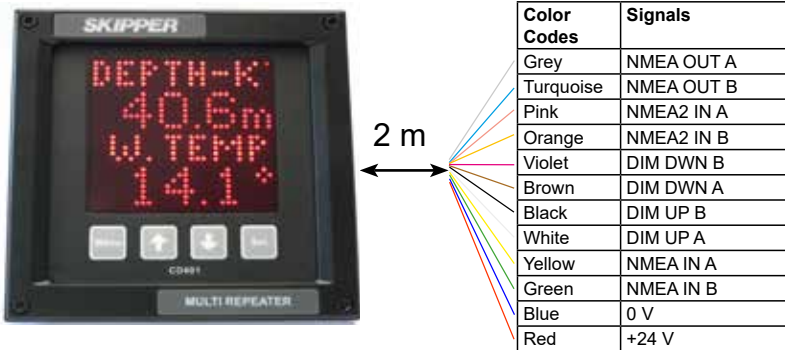 SKIPPER
DEPTH-K
40.6m
W.TEMP
14.1°
Menu
CD401
MULTI REPEATER
2 m
Color Signals
Codes
Grey NMEA OUT A
Turquoise NMEA OUT B
Pink NMEA2 IN A
Orange NMEA2 IN B
Violet DIM DWN B
Brown DIM DWN A
Black DIM UP B
White DIM UP A
Yellow NMEA IN A
Green NMEA IN B
Blue 0 V
Red +24 V